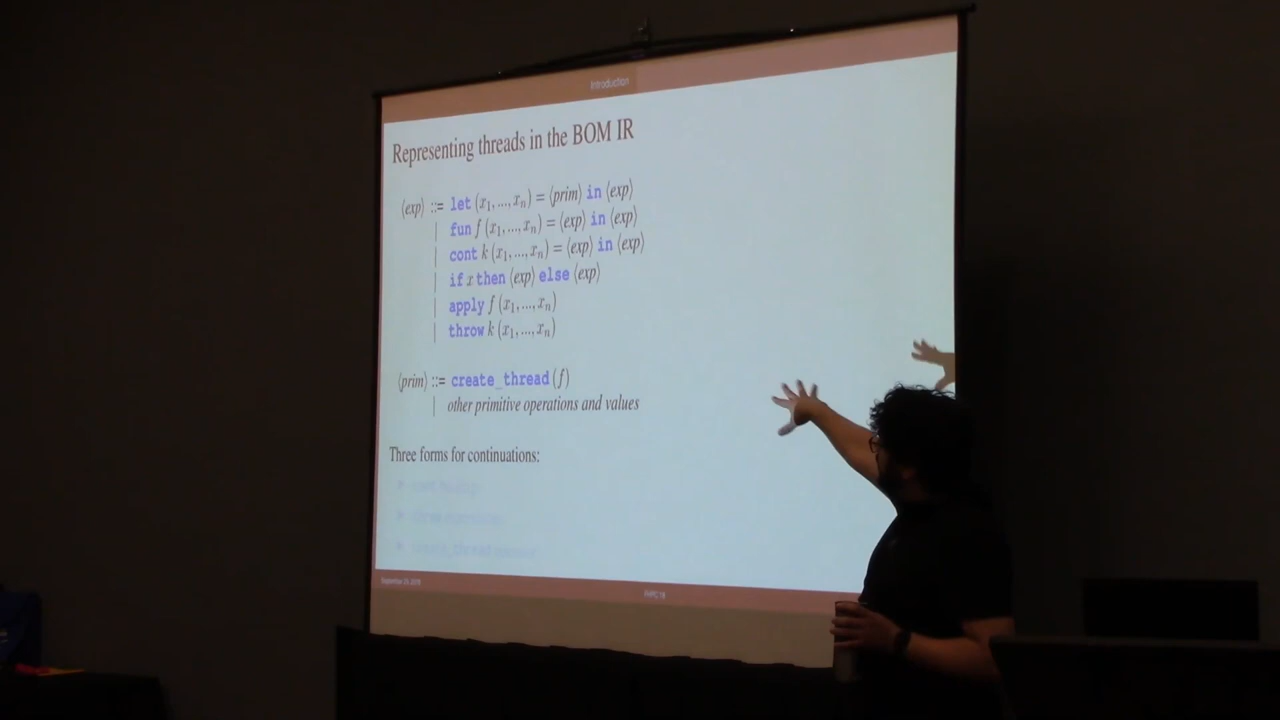 Introduction
Representing threads in the BOM IR
⟨exp⟩ ::= let (x₁,...,xₙ) = ⟨prim⟩ in ⟨exp⟩
| fun f (x₁,...,xₙ) = ⟨exp⟩ in ⟨exp⟩
| cont k (x₁,...,xₙ) = ⟨exp⟩ in ⟨exp⟩
| if x then ⟨exp⟩ else ⟨exp⟩
| apply f (x₁,...,xₙ)
| throw k (x₁,...,xₙ)
⟨prim⟩ ::= create_thread (f)
| other primitive operations and values
Three forms for continuations: